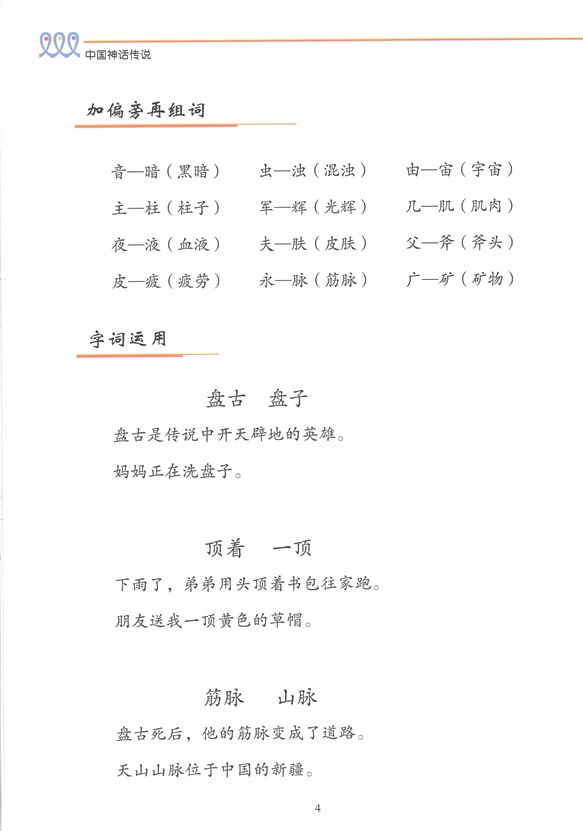 中国神话传说
加偏旁再组词
音—暗（黑暗） 虫—浊（混浊） 由—宙（宇宙）
主—柱（柱子） 军—辉（光辉） 几—肌（肌肉）
夜—液（血液） 夫—肤（皮肤） 父—斧（斧头）
皮—疲（疲劳） 永—脉（筋脉） 广—矿（矿物）
字词运用
盘古 盘子
盘古是传说中开天辟地的英雄。
妈妈正在洗盘子。
顶着 一顶
下雨了，弟弟用头顶着书包往家跑。
朋友送我一顶黄色的草帽。
筋脉 山脉
盘古死后，他的筋脉变成了道路。
天山山脉位于中国的新疆。
4